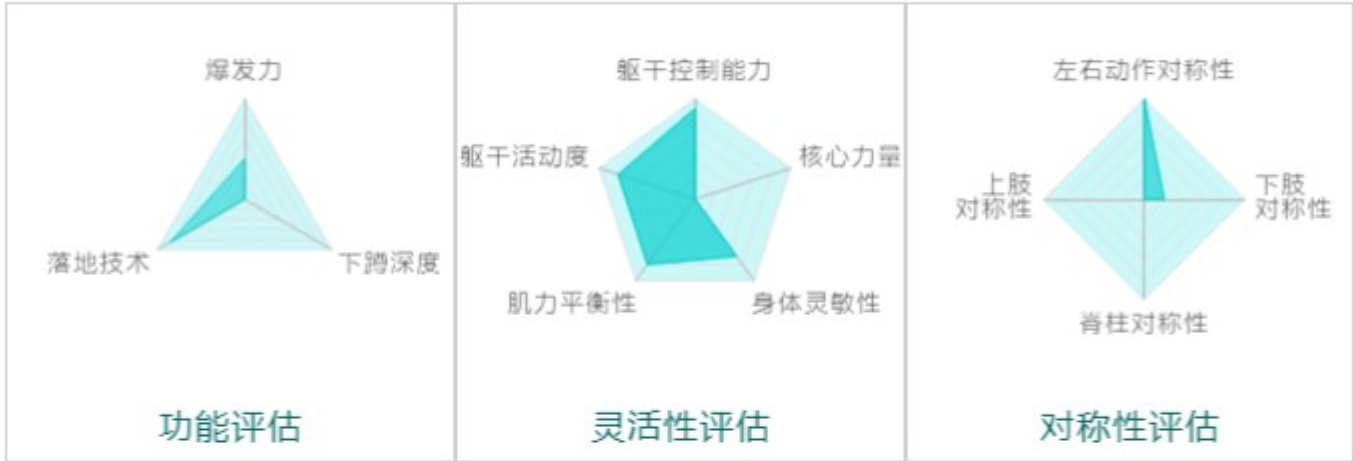 爆发力
落地技术
下蹲深度
功能评估
躯干控制能力
躯干活动度
核心力量
肌力平衡性
身体灵敏性
灵活性评估
左右动作对称性
上肢
对称性
下肢
对称性
脊柱对称性
对称性评估